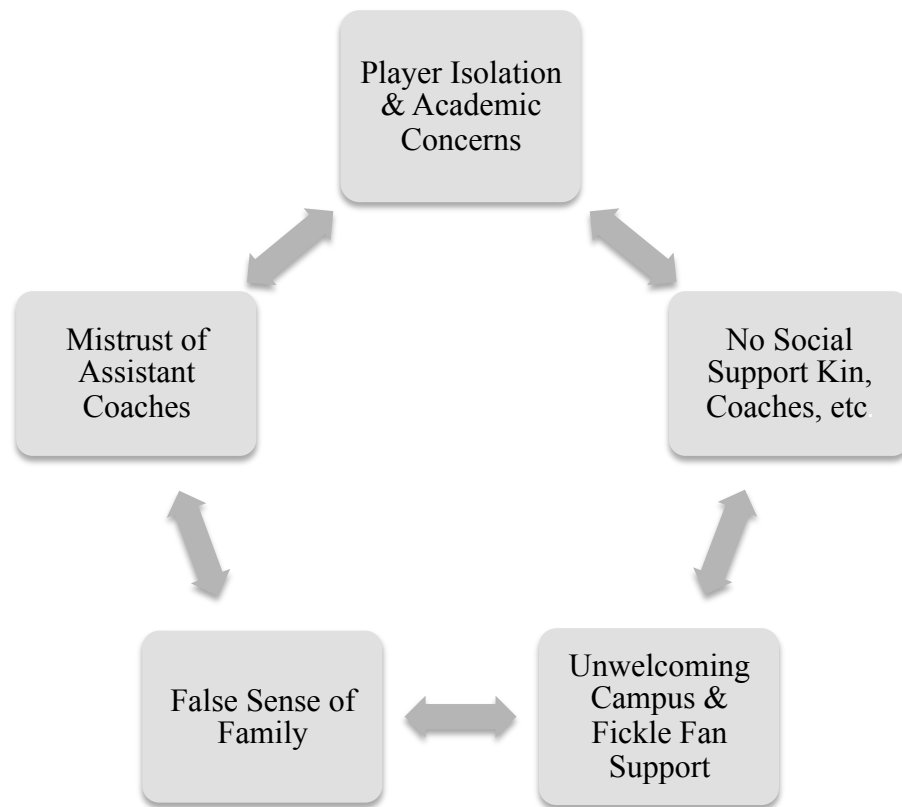 Player Isolation
& Academic
Concerns
Mistrust of
Assistant
Coaches
No Social
Support Kin,
Coaches, etc.
False Sense of
Family
Unwelcoming
Campus &
Fickle Fan
Support